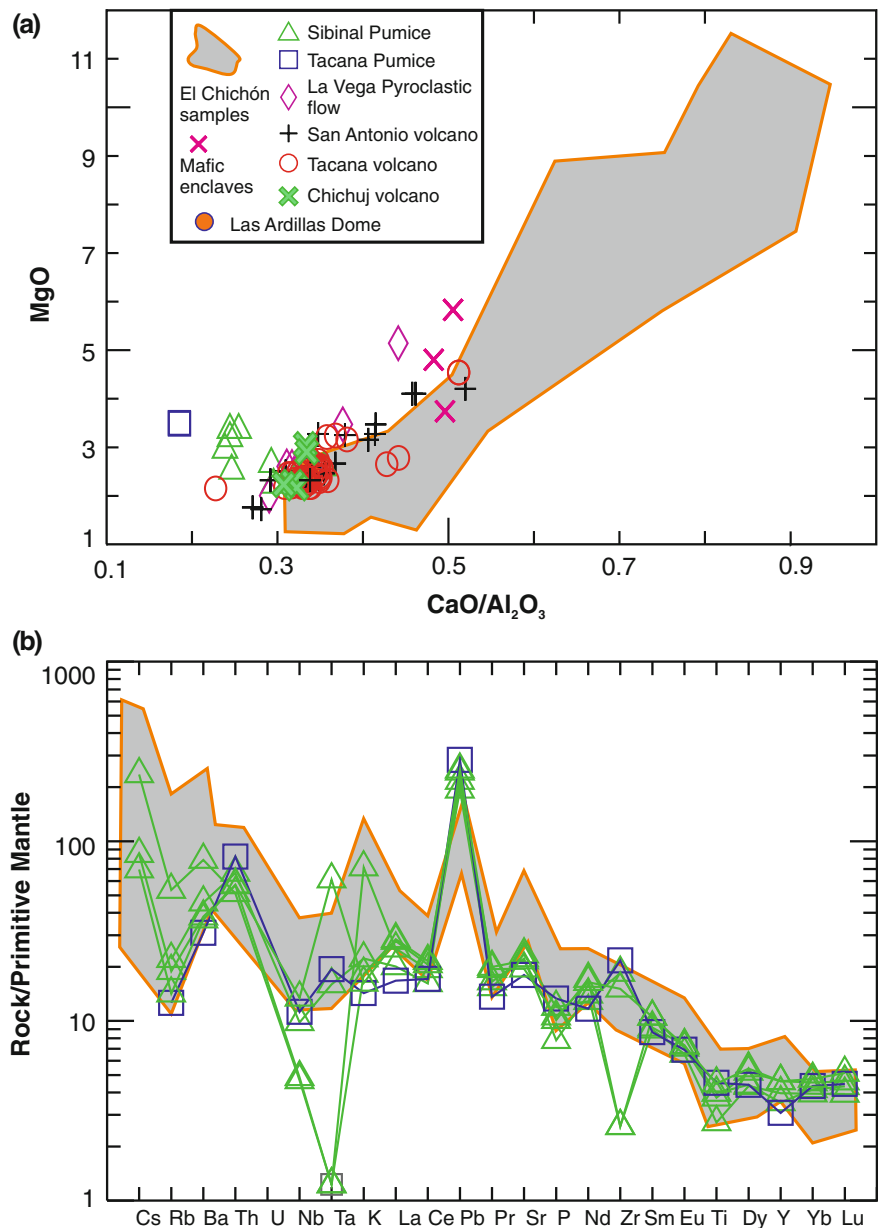 (a)
MgO
11
9
7
5
3
1
El Chichón
samples
Mafic
enclaves
Las Ardillas Dome
Sibinal Pumice
Tacana Pumice
La Vega Pyroclastic
flow
San Antonio volcano
Tacana volcano
Chichuj volcano
0.1 0.3 0.5 0.7 0.9
CaO/Al₂O₃
(b)
Rock/Primitive Mantle
1000
100
10
1
Cs Rb Ba Th U Nb Ta K La Ce Pb Pr Sr P Nd Zr Sm Eu Ti Dy Y Yb Lu